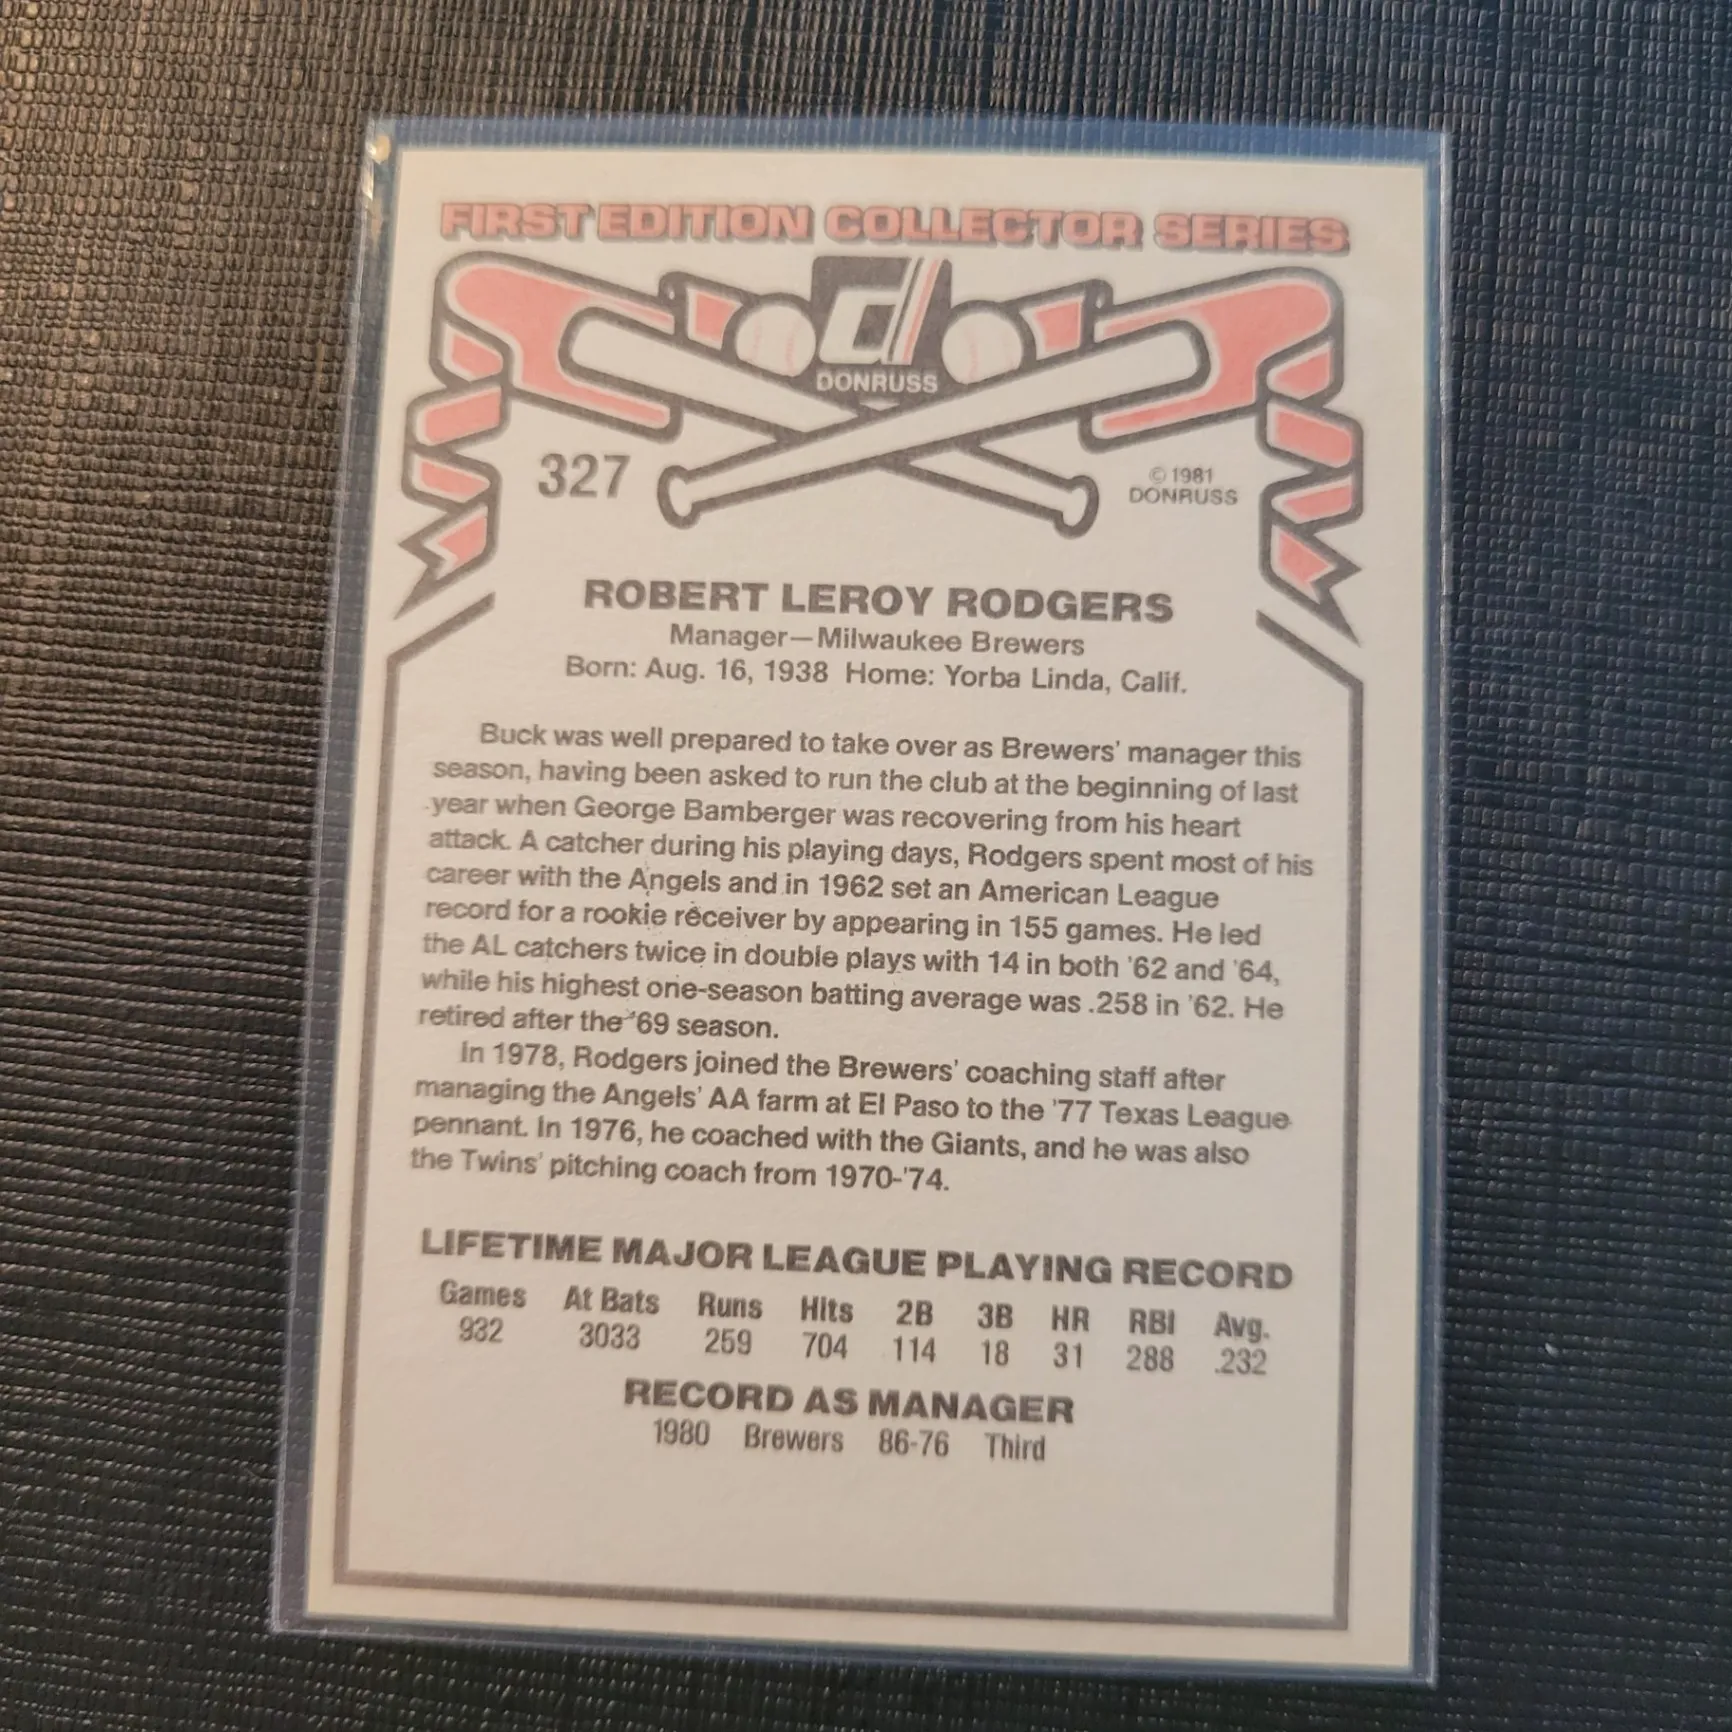 FIRST EDITION COLLECTOR SERIES
d
DONRUSS
327
© 1981
DONRUSS
ROBERT LEROY RODGERS
Manager—Milwaukee Brewers
Born: Aug. 16, 1938 Home: Yorba Linda, Calif.
Buck was well prepared to take over as Brewers' manager this
season, having been asked to run the club at the beginning of last
year when George Bamberger was recovering from his heart
attack. A catcher during his playing days, Rodgers spent most of his
career with the Angels and in 1962 set an American League
record for a rookie receiver by appearing in 155 games. He led
the AL catchers twice in double plays with 14 in both '62 and '64,
while his highest one-season batting average was .258 in '62. He
retired after the '69 season.
In 1978, Rodgers joined the Brewers' coaching staff after
managing the Angels' AA farm at El Paso to the '77 Texas League
pennant. In 1976, he coached with the Giants, and he was also
the Twins' pitching coach from 1970-'74.
LIFETIME MAJOR LEAGUE PLAYING RECORD
Games At Bats Runs Hits 2B 3B HR RBI Avg.
932 3033 259 704 114 18 31 288 .232
RECORD AS MANAGER
1980 Brewers 86-76 Third